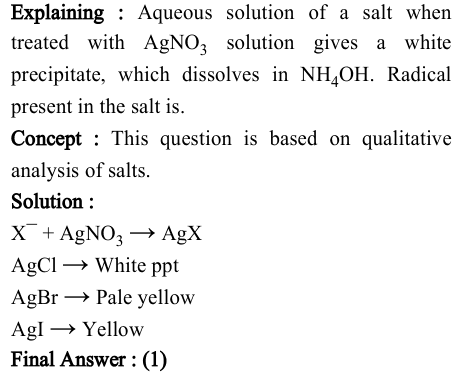 Explaining : Aqueous solution of a salt when
treated with AgNO₃ solution gives a white
precipitate, which dissolves in NH₄OH. Radical
present in the salt is.
Concept : This question is based on qualitative
analysis of salts.
Solution :
X⁻ + AgNO₃ → AgX
AgCl → White ppt
AgBr → Pale yellow
AgI → Yellow
Final Answer : (1)